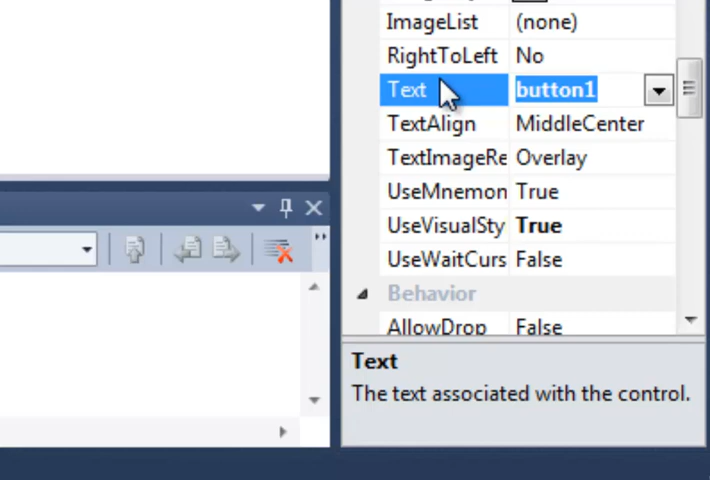 ImageList (none)
RightToLeft No
Text button1
TextAlign MiddleCenter
TextImageRe Overlay
UseMnemon True
UseVisualSty True
UseWaitCurs False
Behavior
AllowDrop False
Text
The text associated with the control.